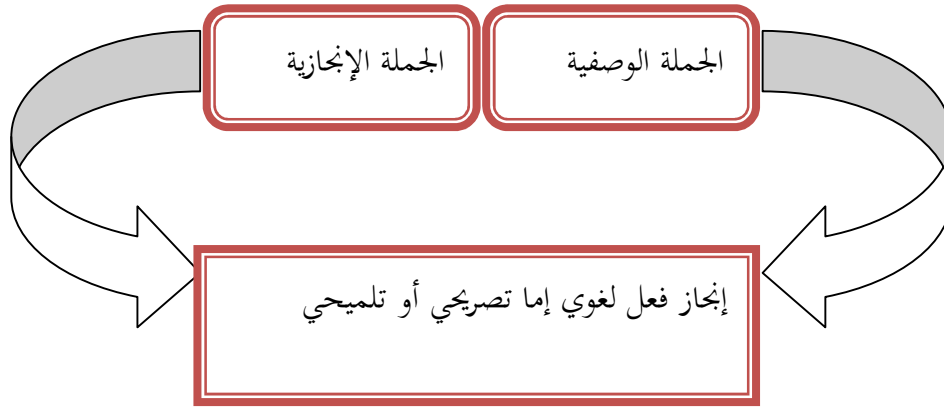 الجملة الوصفية
الجملة الإنجازية
إنجاز فعل لغوي إما تصريحي أو تلميحي